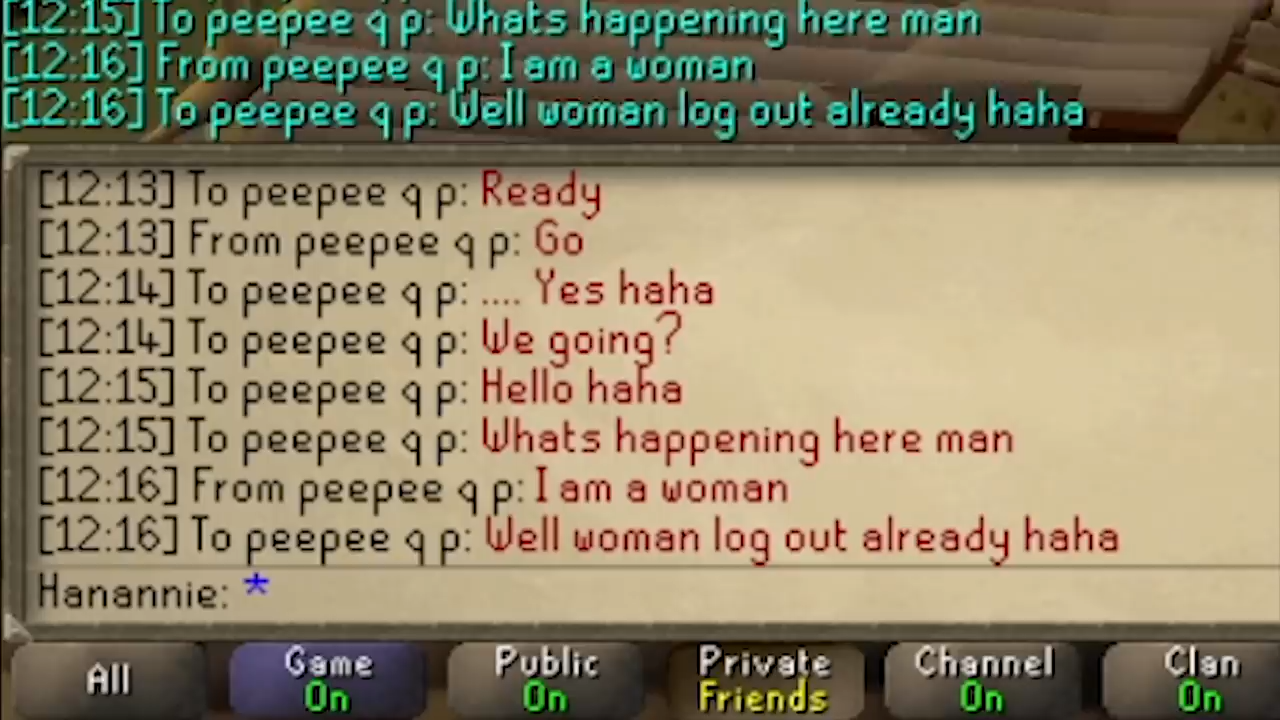 [12:15] To peepee q p: Whats happening here man
[12:16] From peepee q p: I am a woman
[12:16] To peepee q p: Well woman log out already haha
[12:13] To peepee q p: Ready
[12:13] From peepee q p: Go
[12:14] To peepee q p: .... Yes haha
[12:14] To peepee q p: We going?
[12:15] To peepee q p: Hello haha
[12:15] To peepee q p: Whats happening here man
[12:16] From peepee q p: I am a woman
[12:16] To peepee q p: Well woman log out already haha
Hanannie: *
All Game Public Private Channel Clan
On On Friends On On